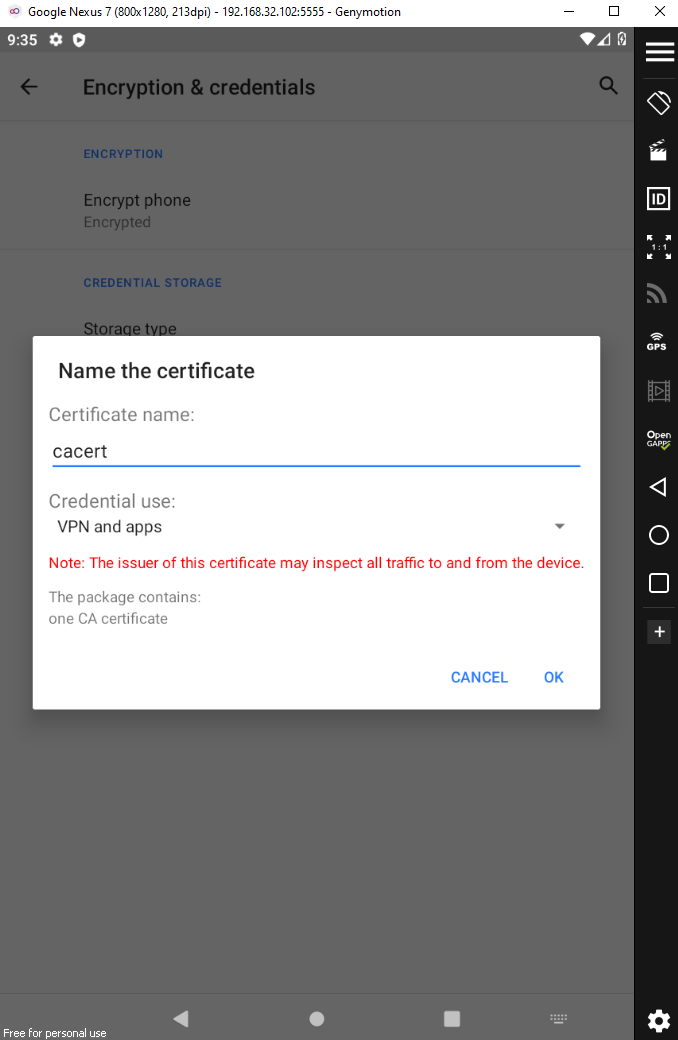 Google Nexus 7 (800x1280, 213dpi) - 192.168.32.102:5555 - Genymotion
9:35
Encryption & credentials
ENCRYPTION
Encrypt phone
Encrypted
CREDENTIAL STORAGE
Storage type
Name the certificate
Certificate name:
cacert
Credential use:
VPN and apps
Note: The issuer of this certificate may inspect all traffic to and from the device.
The package contains:
one CA certificate
CANCEL OK
Free for personal use
ID
1:1
GPS
Open
GAPPS